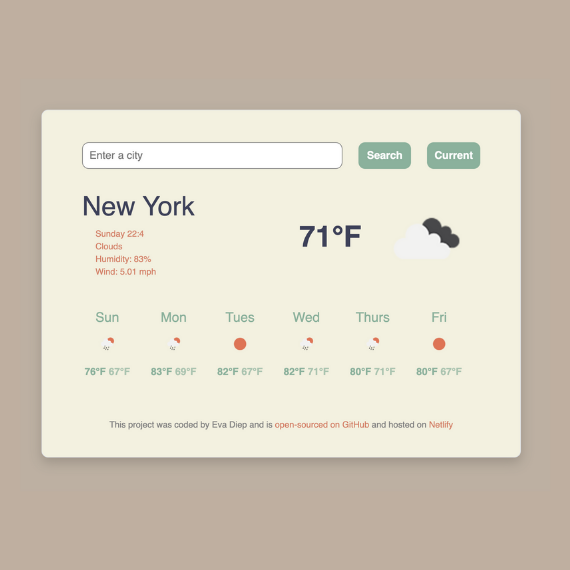 Enter a city
Search
Current
New York
Sunday 22:4
Clouds
Humidity: 83%
Wind: 5.01 mph
71°F
Sun Mon Tues Wed Thurs Fri
76°F 67°F 83°F 69°F 82°F 67°F 82°F 71°F 80°F 71°F 80°F 67°F
This project was coded by Eva Diep and is open-sourced on GitHub and hosted on Netlify